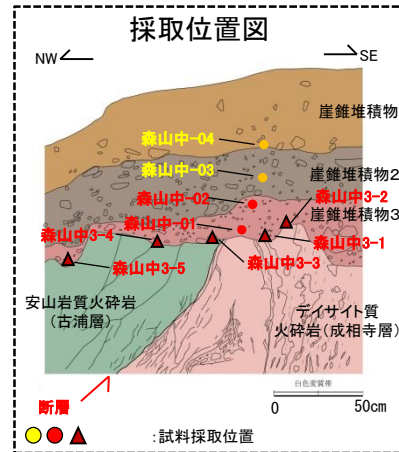 採取位置図
NW
SE
崖錐堆積物
森山中-04
森山中-03
崖錐堆積物2
森山中-02
森山中3-2
崖錐堆積物3
森山中3-4
森山中-01
森山中3-1
森山中3-3
森山中3-5
安山岩質火砕岩
(古浦層)
デイサイト質
火砕岩(成相寺層)
白色変質帯
断層
0 50cm
:試料採取位置